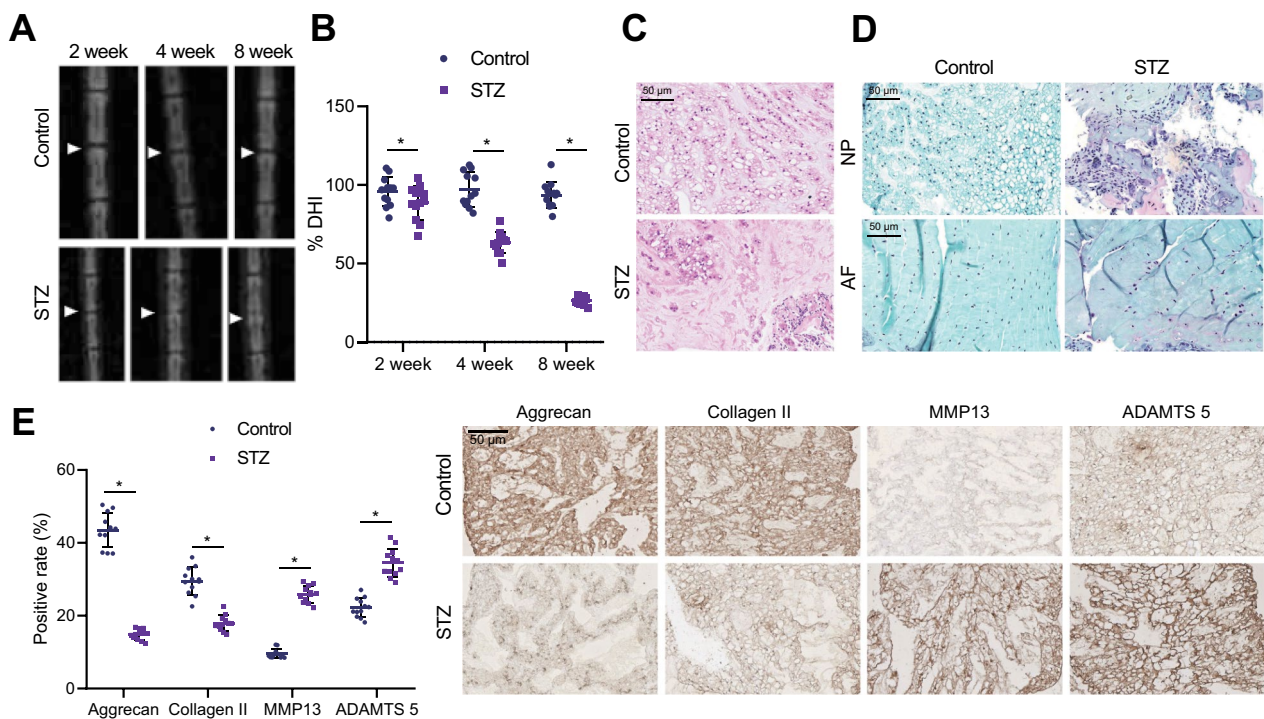 A
2 week 4 week 8 week
Control
STZ
B
Control
STZ
% DHI
150
100
50
0
* * *
2 week 4 week 8 week
C
50 µm
Control
STZ
D
Control STZ
50 µm
NP
50 µm
AF
E
Control
STZ
Positive rate (%)
60
40
20
0
* * * *
Aggrecan Collagen II MMP13 ADAMTS 5
Aggrecan Collagen II MMP13 ADAMTS 5
50 µm
Control
STZ